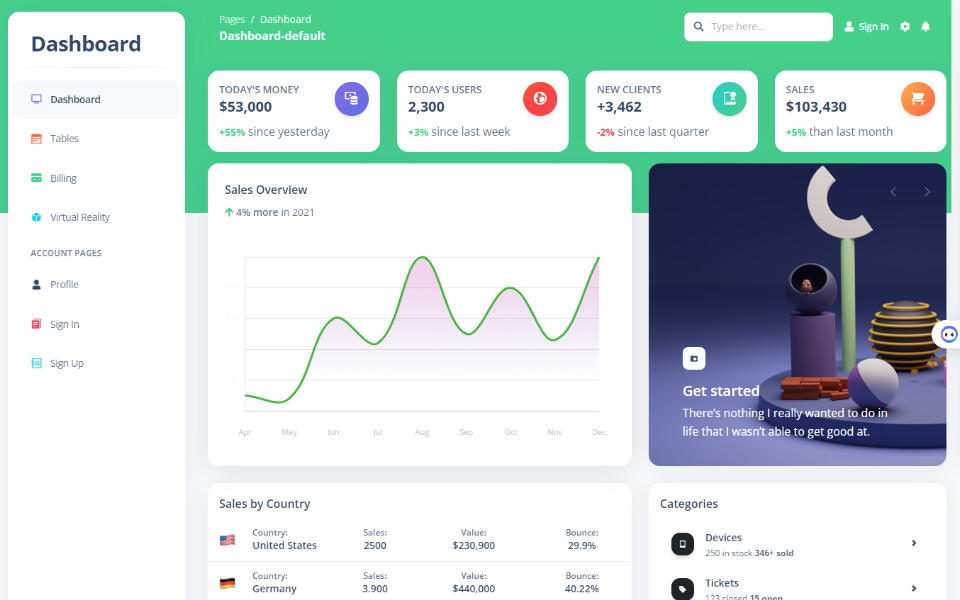 Dashboard
Dashboard
Tables
Billing
Virtual Reality
ACCOUNT PAGES
Profile
Sign In
Sign Up
Pages / Dashboard
Dashboard-default
Type here...
Sign In
TODAY'S MONEY
$53,000
+55% since yesterday
TODAY'S USERS
2,300
+3% since last week
NEW CLIENTS
+3,462
-2% since last quarter
SALES
$103,430
+5% than last month
Sales Overview
4% more in 2021
Apr May Jun Jul Aug Sep Oct Nov Dec
Get started
There's nothing I really wanted to do in
life that I wasn't able to get good at.
Sales by Country
Country: Sales: Value: Bounce:
United States 2500 $230,900 29.9%
Country: Sales: Value: Bounce:
Germany 3.900 $440,000 40.22%
Categories
Devices
250 in stock 346+ sold
Tickets
123 closed 15 open